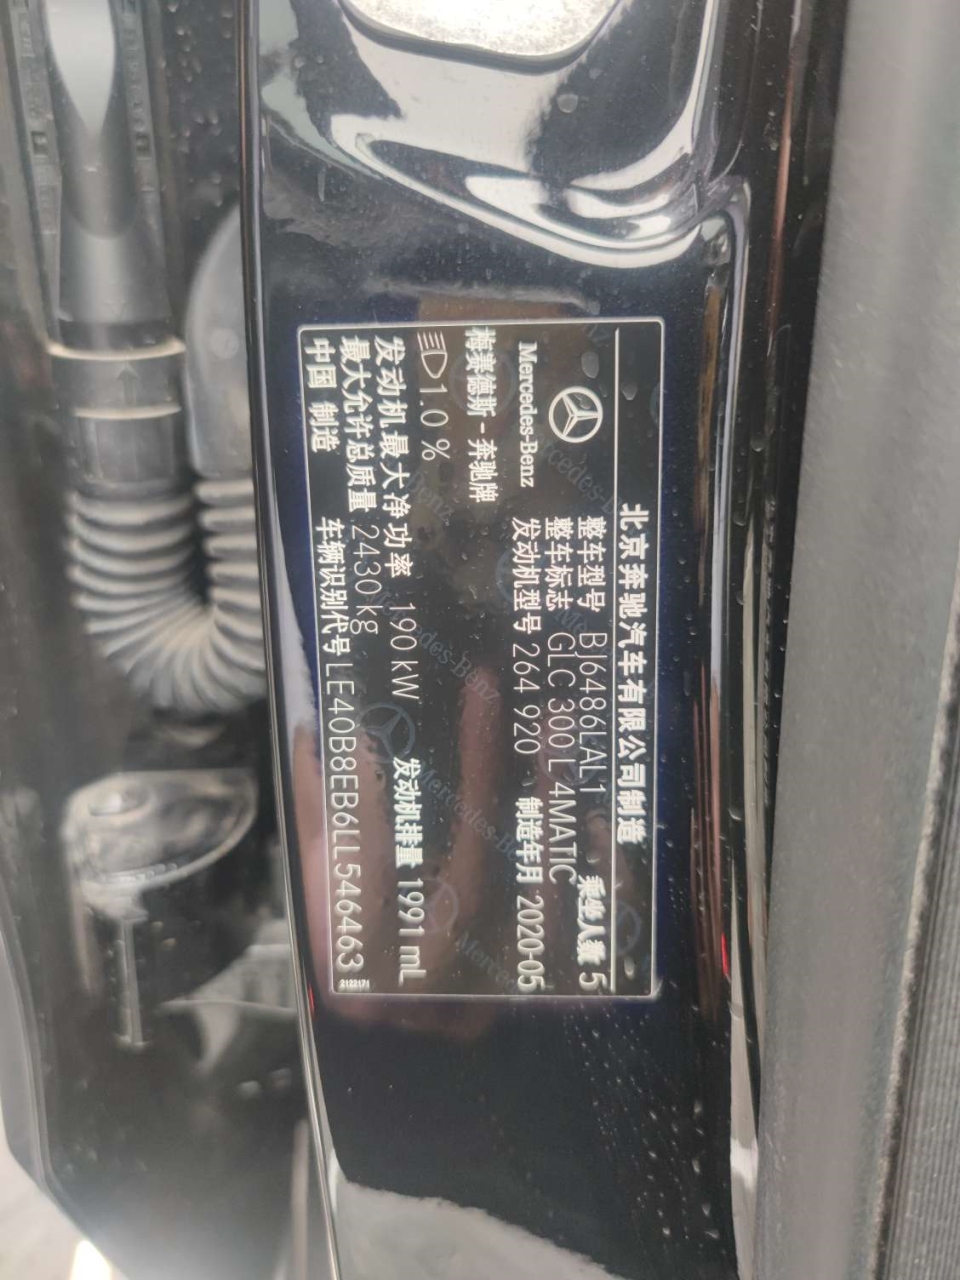 北京奔驰汽车有限公司制造
Mercedes-Benz
整车型号 BJ6486LAL1 乘坐人数 5
整车标志 GLC 300 L 4MATIC
梅赛德斯-奔驰牌 发动机型号 264 920 制造年月 2020-05
1.0 %
发动机最大净功率 190 kW 发动机排量 1991 mL
最大允许总质量 2430 kg
中国 制造 车辆识别代号 LE40B8EB6LL546463
2122171